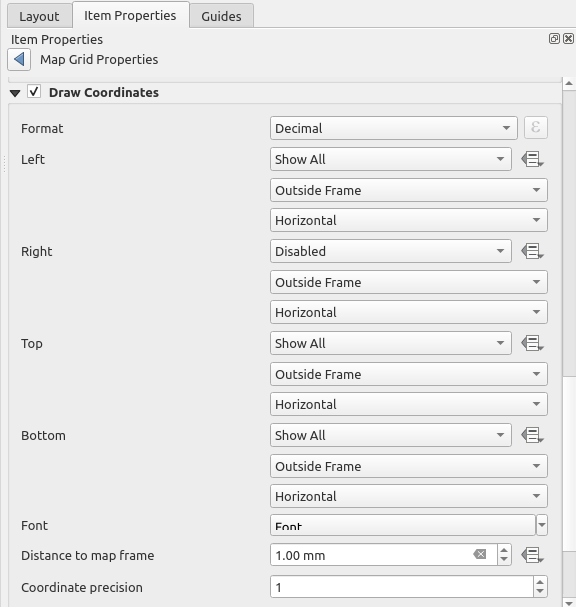 Layout Item Properties Guides
Item Properties
Map Grid Properties
Draw Coordinates
Format Decimal ε
Left Show All
Outside Frame
Horizontal
Right Disabled
Outside Frame
Horizontal
Top Show All
Outside Frame
Horizontal
Bottom Show All
Outside Frame
Horizontal
Font Font
Distance to map frame 1.00 mm
Coordinate precision 1